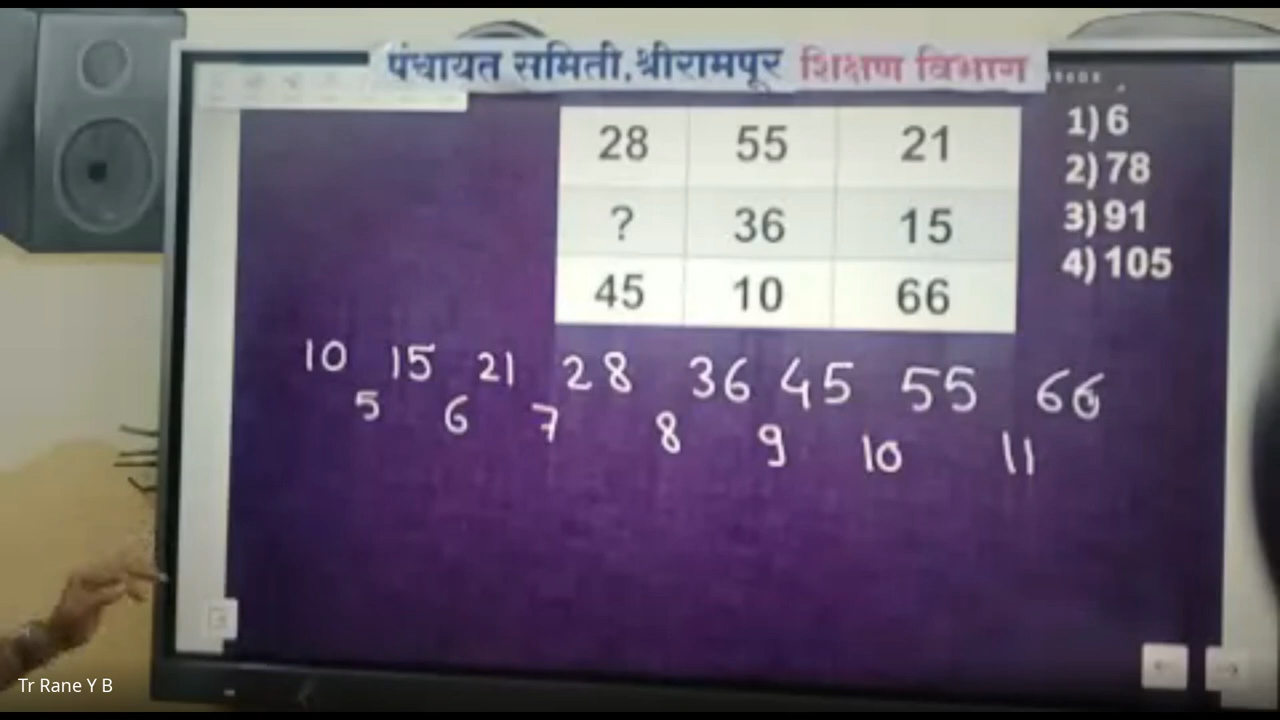 पंचायत समिती.श्रीरामपूर शिक्षण विभाग
28 55 21
? 36 15
45 10 66
1) 6
2) 78
3) 91
4) 105
10 15 21 28 36 45 55 66
5 6 7 8 9 10 11
Tr Rane Y B